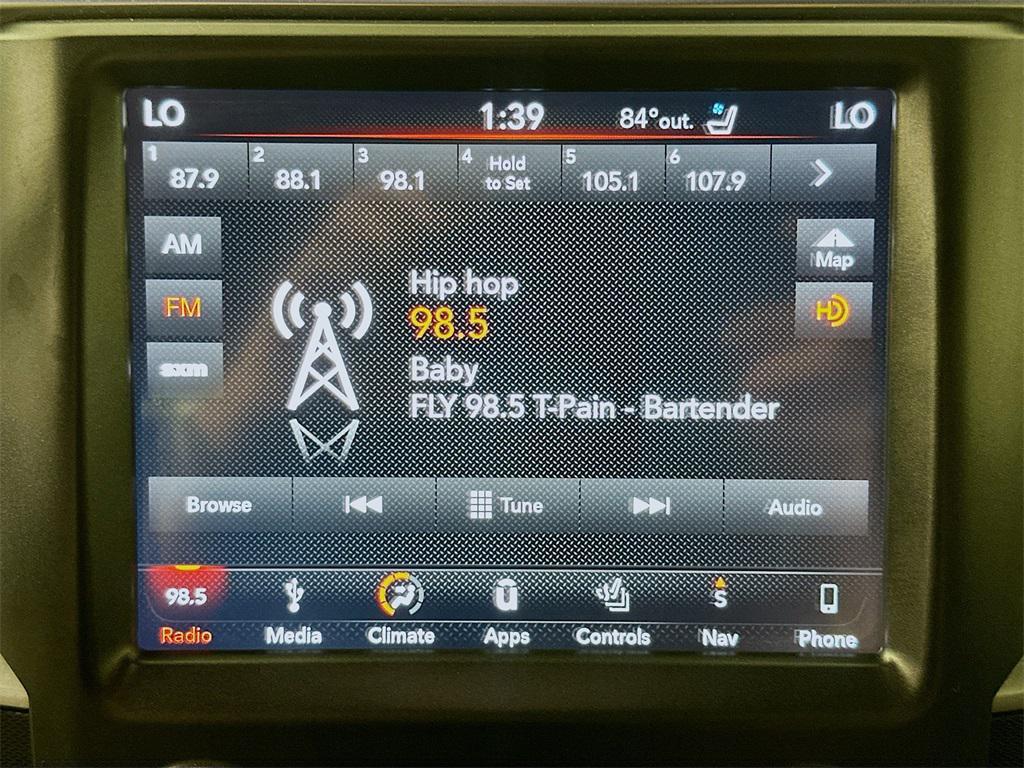 LO 1:39 84°out. LO
1 87.9 2 88.1 3 98.1 4 Hold to Set 5 105.1 6 107.9
AM
Map
Hip hop
FM
98.5
HD
sxm
Baby
FLY 98.5 T-Pain - Bartender
Browse Tune Audio
98.5 u S
Radio Media Climate Apps Controls Nav Phone